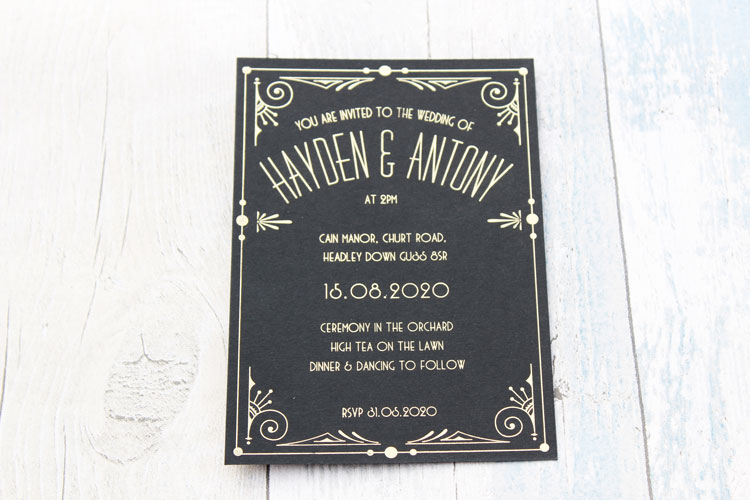 YOU ARE INVITED TO THE WEDDING OF
HAYDEN & ANTONY
AT 2PM
CAIN MANOR, CHURT ROAD,
HEADLEY DOWN GU35 8SR
15.08.2020
CEREMONY IN THE ORCHARD
HIGH TEA ON THE LAWN
DINNER & DANCING TO FOLLOW
RSVP 31.05.2020